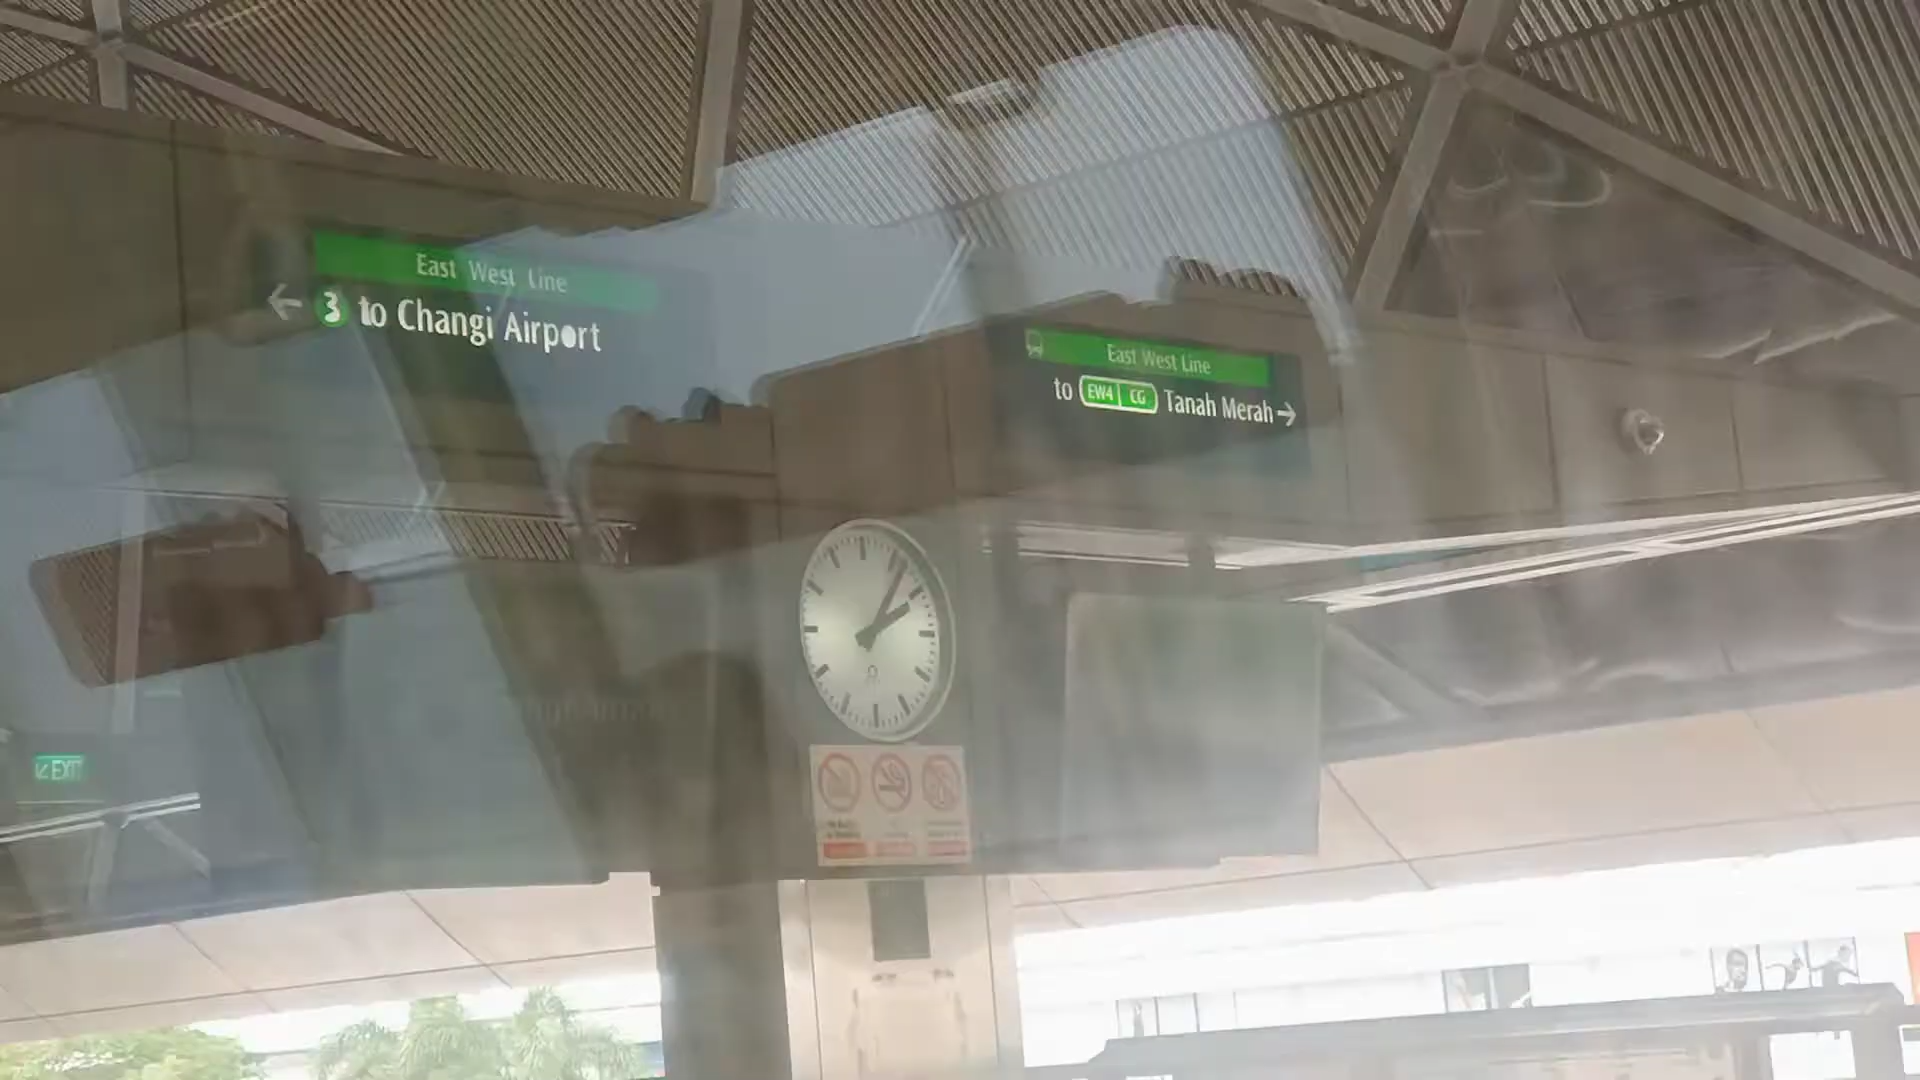 East West Line
← 3 to Changi Airport
East West Line
to EW4 CG Tanah Merah →
EXIT